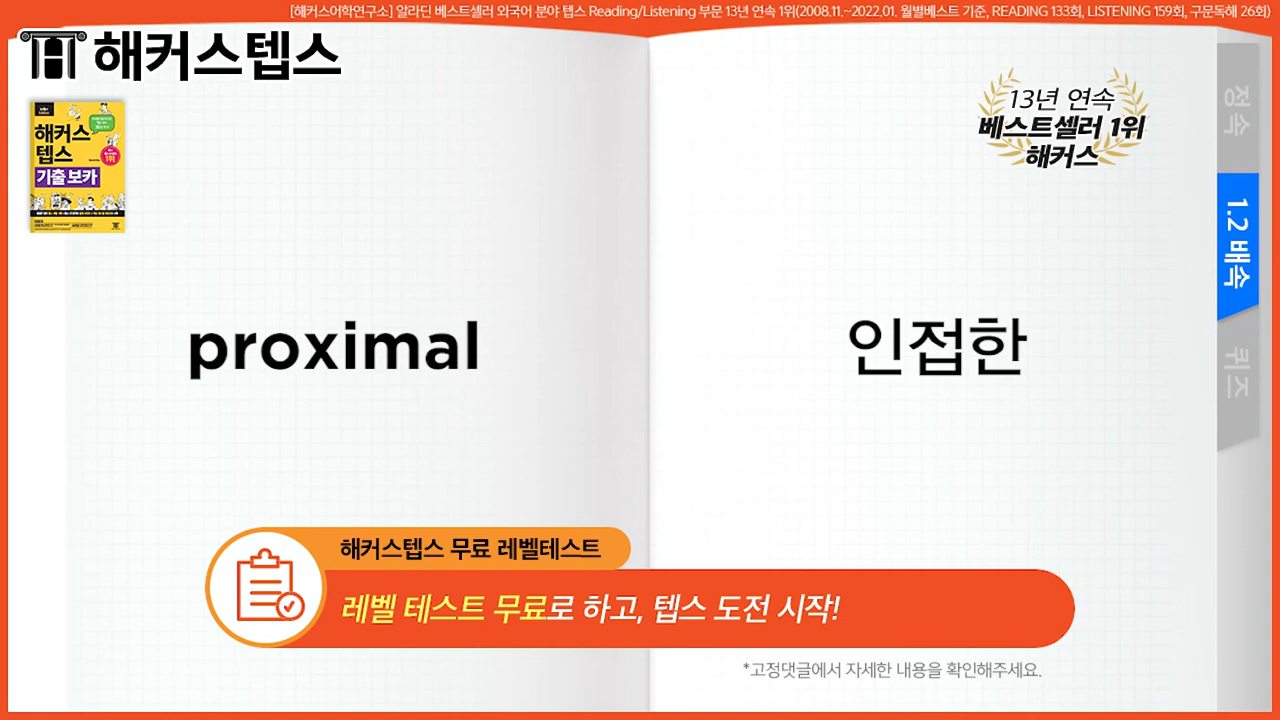 [해커스어학연구소] 알라딘 베스트셀러 외국어 분야 텝스 Reading/Listening 부문 13년 연속 1위(2008.11.~2022.01. 월별베스트 기준, READING 133회, LISTENING 159회, 구문독해 26회)
해커스텝스
해커스
텝스
기출 보카
13년 연속
베스트셀러 1위
해커스
정속
1.2 배속
퀴즈
proximal
인접한
해커스텝스 무료 레벨테스트
레벨 테스트 무료로 하고, 텝스 도전 시작!
*고정댓글에서 자세한 내용을 확인해주세요.